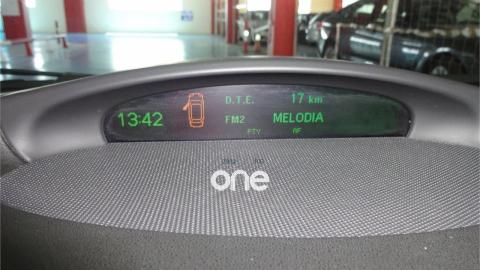 D.T.E. 17 km
13:42 FM2 MELODIA
PTY AF
one